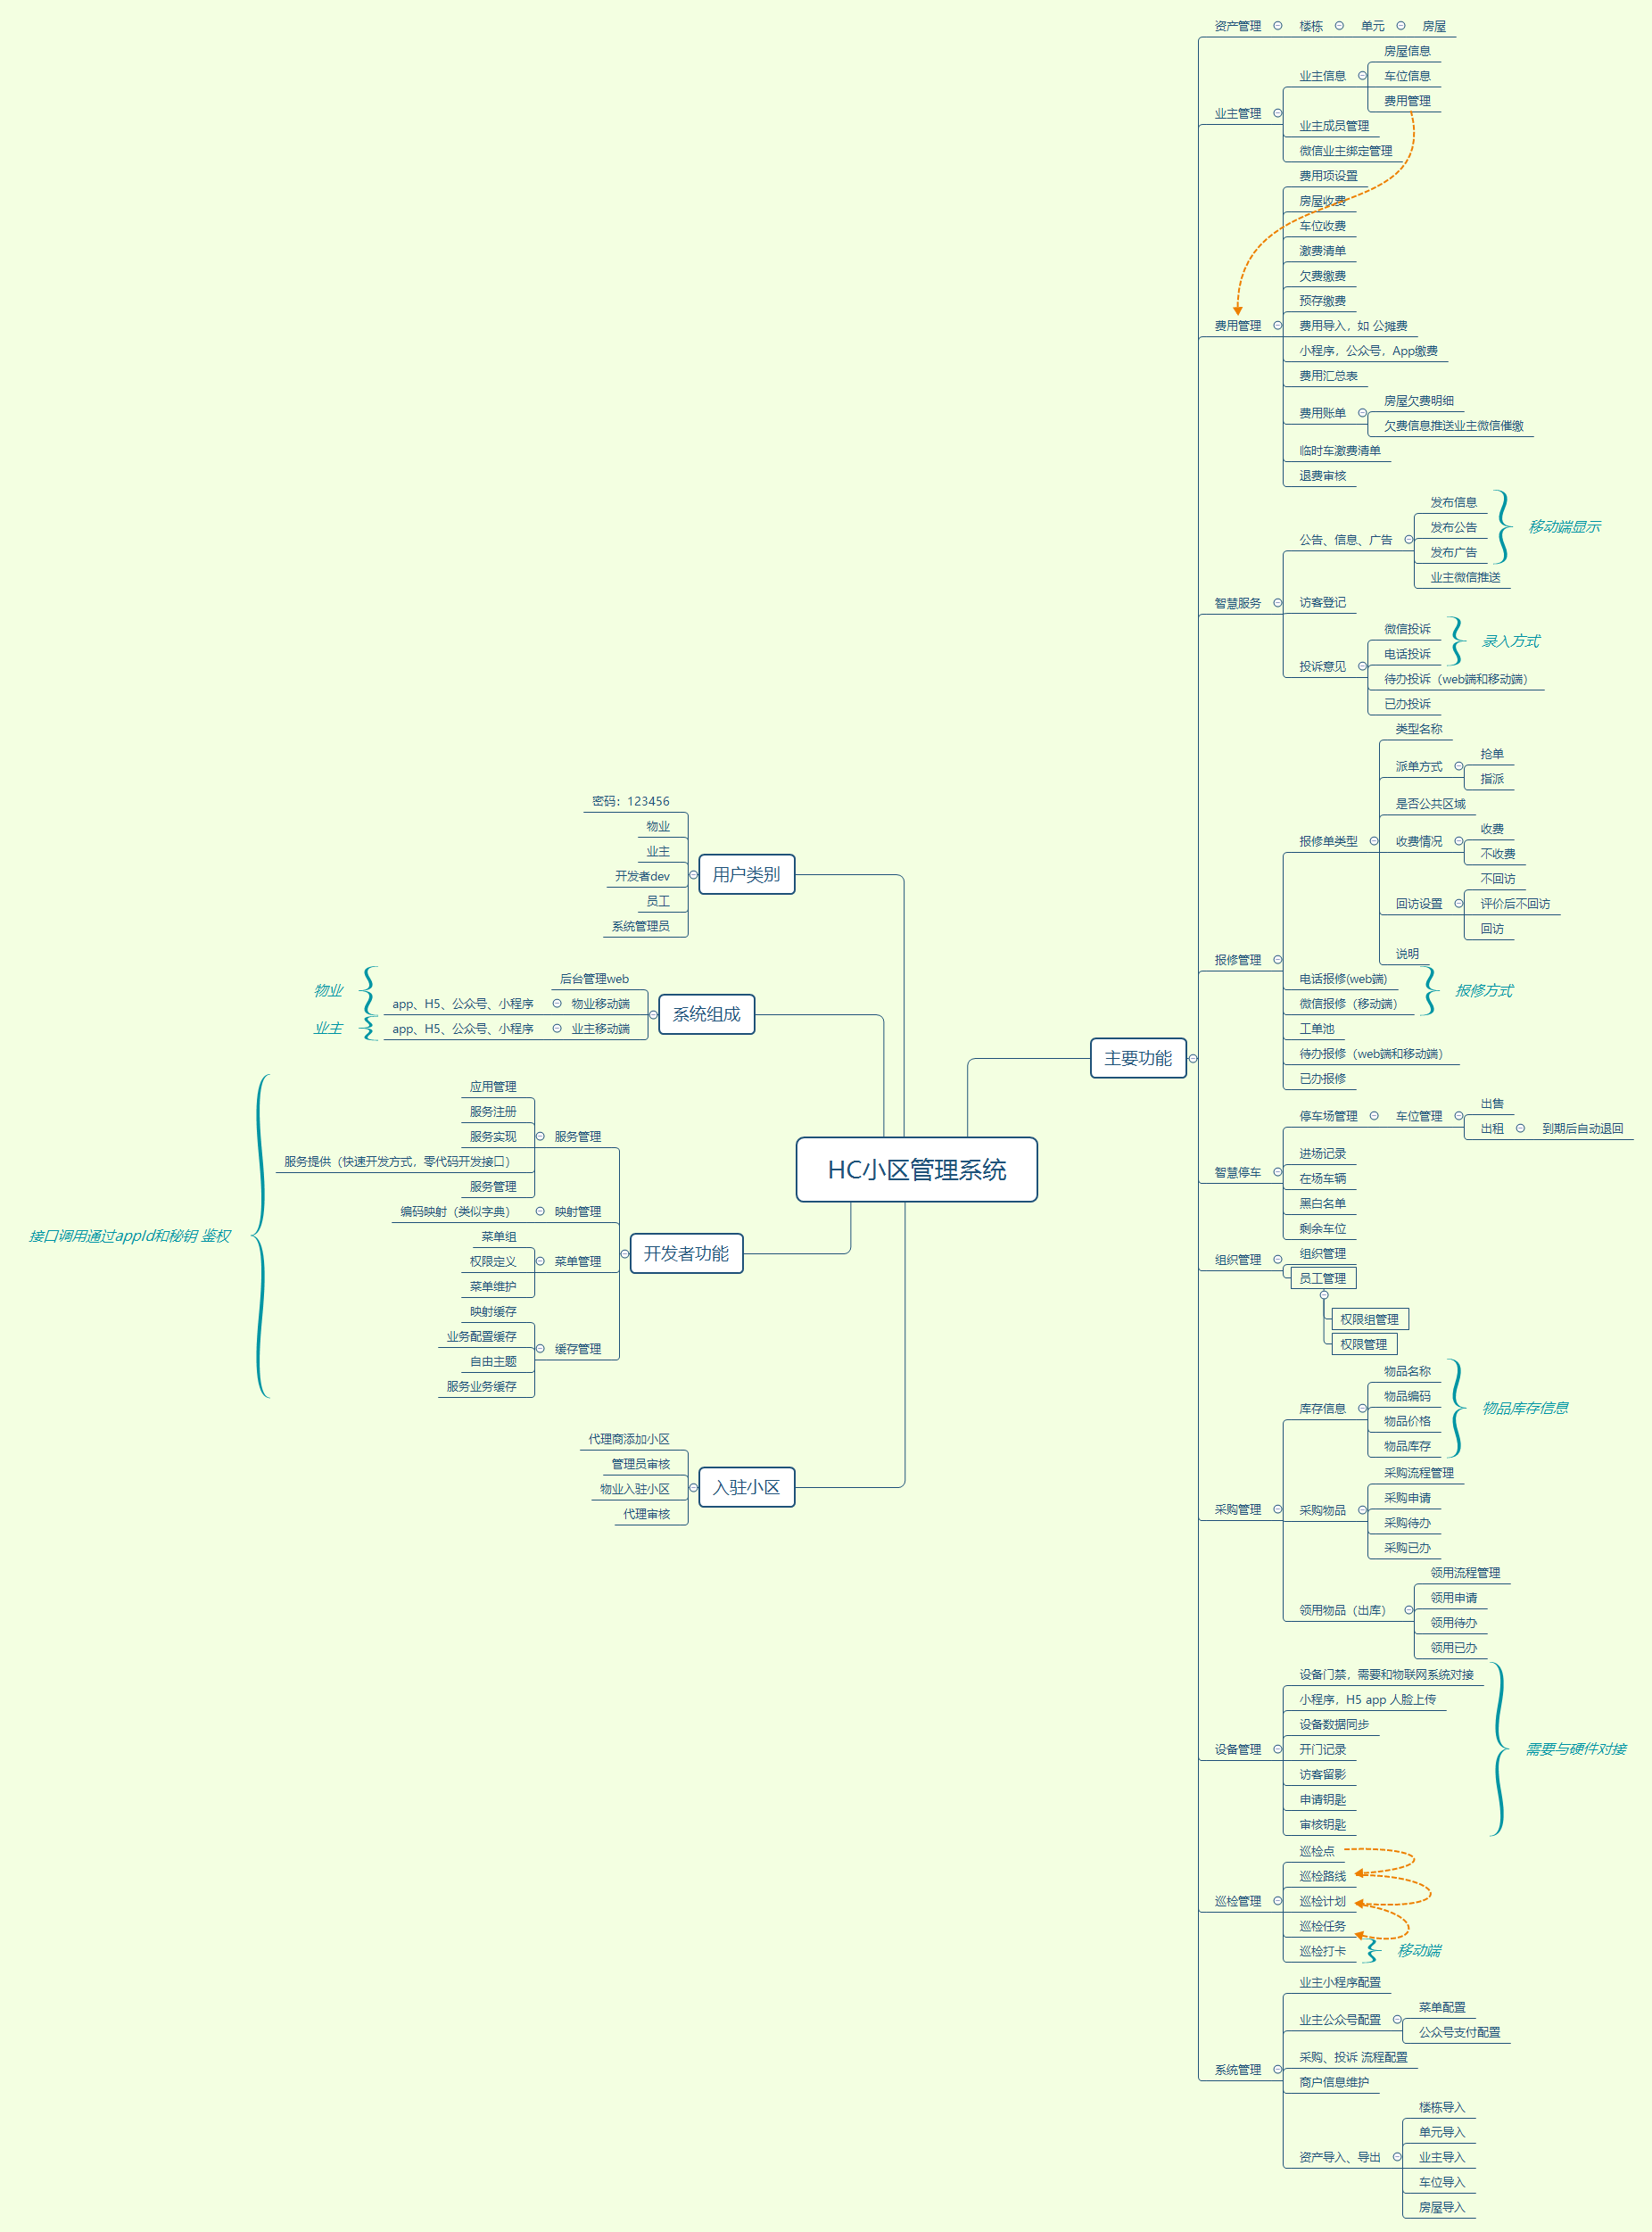 HC小区管理系统
主要功能
资产管理
楼栋
单元
房屋
业主管理
业主信息
房屋信息
车位信息
费用管理
业主成员管理
微信业主绑定管理
费用管理
费用项设置
房屋收费
车位收费
激费清单
欠费缴费
预存缴费
费用导入，如 公摊费
小程序，公众号，App缴费
费用汇总表
费用账单
房屋欠费明细
欠费信息推送业主微信催缴
临时车激费清单
退费审核
智慧服务
公告、信息、广告
发布信息
发布公告
发布广告
移动端显示
业主微信推送
访客登记
投诉意见
微信投诉
电话投诉
录入方式
待办投诉（web端和移动端）
已办投诉
报修管理
报修单类型
类型名称
派单方式
抢单
指派
是否公共区域
收费情况
收费
不收费
回访设置
不回访
评价后不回访
回访
说明
电话报修(web端)
微信报修（移动端）
报修方式
工单池
待办报修（web端和移动端）
已办报修
智慧停车
停车场管理
车位管理
出售
出租
到期后自动退回
进场记录
在场车辆
黑白名单
剩余车位
组织管理
组织管理
员工管理
权限组管理
权限管理
采购管理
库存信息
物品名称
物品编码
物品价格
物品库存
物品库存信息
采购物品
采购流程管理
采购申请
采购待办
采购已办
领用物品（出库）
领用流程管理
领用申请
领用待办
领用已办
设备管理
设备门禁，需要和物联网系统对接
小程序，H5 app 人脸上传
设备数据同步
开门记录
访客留影
申请钥匙
审核钥匙
需要与硬件对接
巡检管理
巡检点
巡检路线
巡检计划
巡检任务
巡检打卡
移动端
系统管理
业主小程序配置
业主公众号配置
菜单配置
公众号支付配置
采购、投诉 流程配置
商户信息维护
资产导入、导出
楼栋导入
单元导入
业主导入
车位导入
房屋导入
用户类别
密码：123456
物业
业主
开发者dev
员工
系统管理员
系统组成
后台管理web
物业移动端
app、H5、公众号、小程序
物业
业主移动端
app、H5、公众号、小程序
业主
开发者功能
服务管理
应用管理
服务注册
服务实现
服务提供（快速开发方式，零代码开发接口）
服务管理
映射管理
编码映射（类似字典）
菜单管理
菜单组
权限定义
菜单维护
缓存管理
映射缓存
业务配置缓存
自由主题
服务业务缓存
接口调用通过appId和秘钥 鉴权
入驻小区
代理商添加小区
管理员审核
物业入驻小区
代理审核